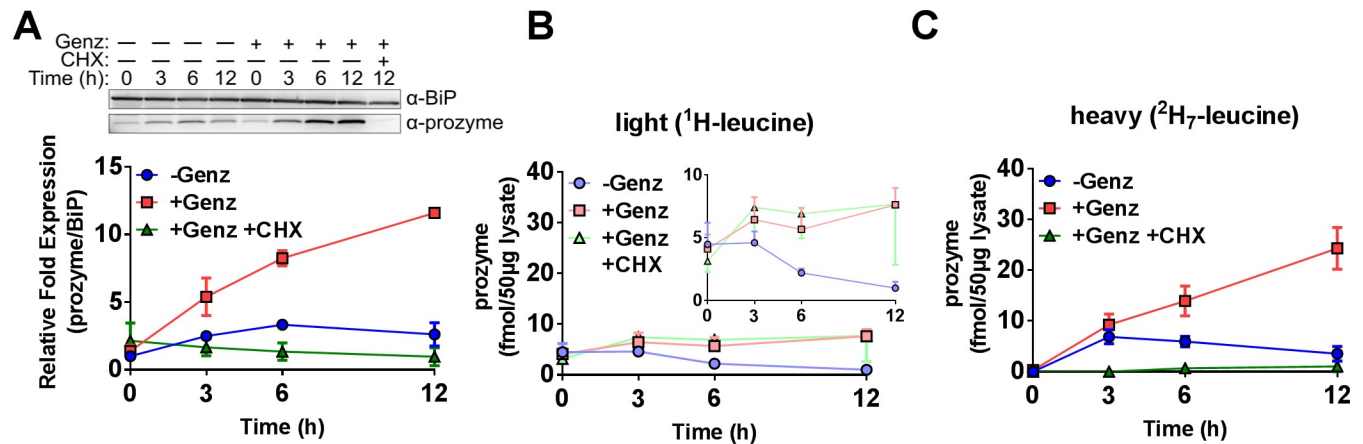 A
Genz: — — — — + + + + +
CHX: — — — — — — — — +
Time (h): 0 3 6 12 0 3 6 12 12
α-BiP
α-prozyme
Relative Fold Expression
(prozyme/BiP)
15
10
5
0
-Genz
+Genz
+Genz +CHX
0 3 6 12
Time (h)
B
light (¹H-leucine)
prozyme
(fmol/50µg lysate)
40
30
20
10
0
-Genz
+Genz
+Genz
+CHX
10
5
0
0 3 6 12
0 3 6 12
Time (h)
C
heavy (²H₇-leucine)
prozyme
(fmol/50µg lysate)
40
30
20
10
0
-Genz
+Genz
+Genz +CHX
0 3 6 12
Time (h)